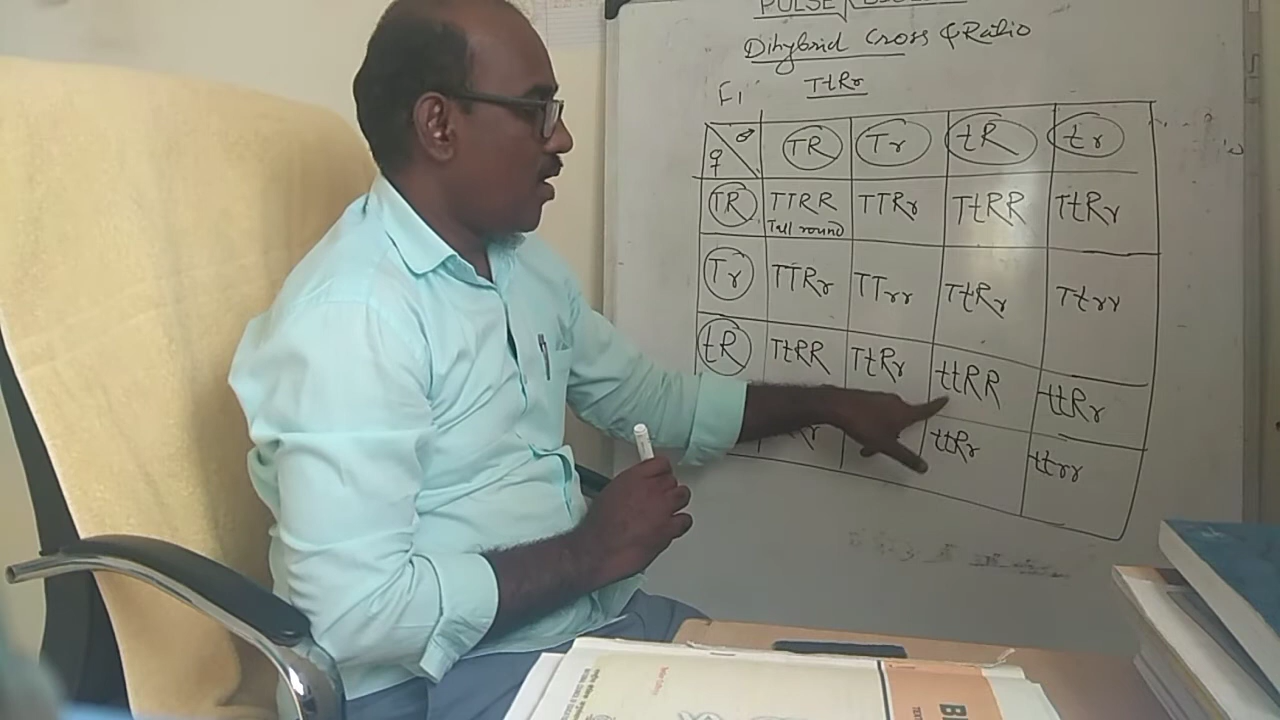 PULSE
Dihybrid Cross & Ratio
F1 TtRr
♀ ♂ TR Tr tR tr
TR TTRR TTRr TtRR TtRr
Tall round
Tr TTRr TTrr TtRr Ttrr
tR TtRR TtRr ttRR ttRr
ttRr ttrr